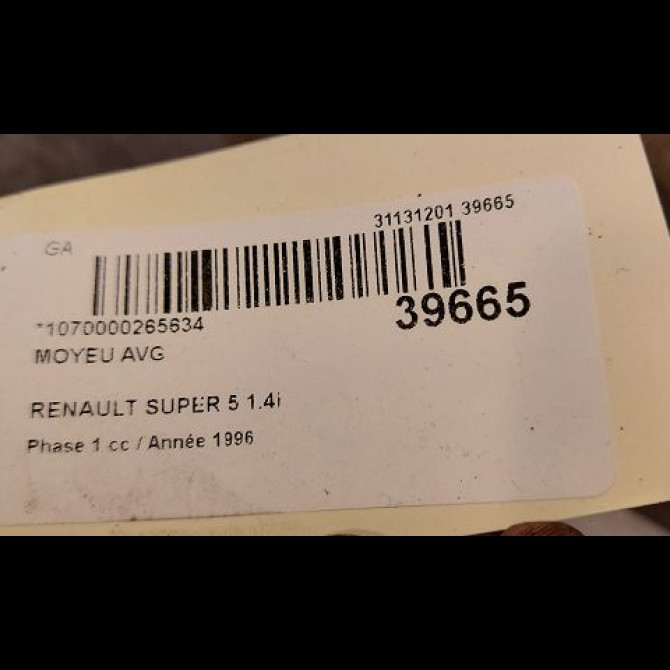 GA
31131201 39665
*1070000265634
39665
MOYEU AVG
RENAULT SUPER 5 1.4i
Phase 1 cc / Année 1996